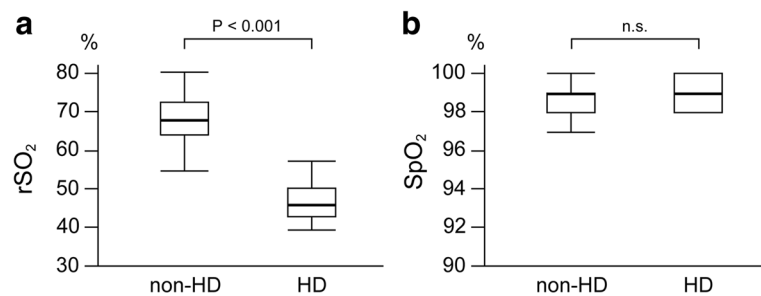 a
P < 0.001
%
80
70
60
50
40
30
rSO2
non-HD
HD
b
n.s.
%
100
98
96
94
92
90
SpO2
non-HD
HD